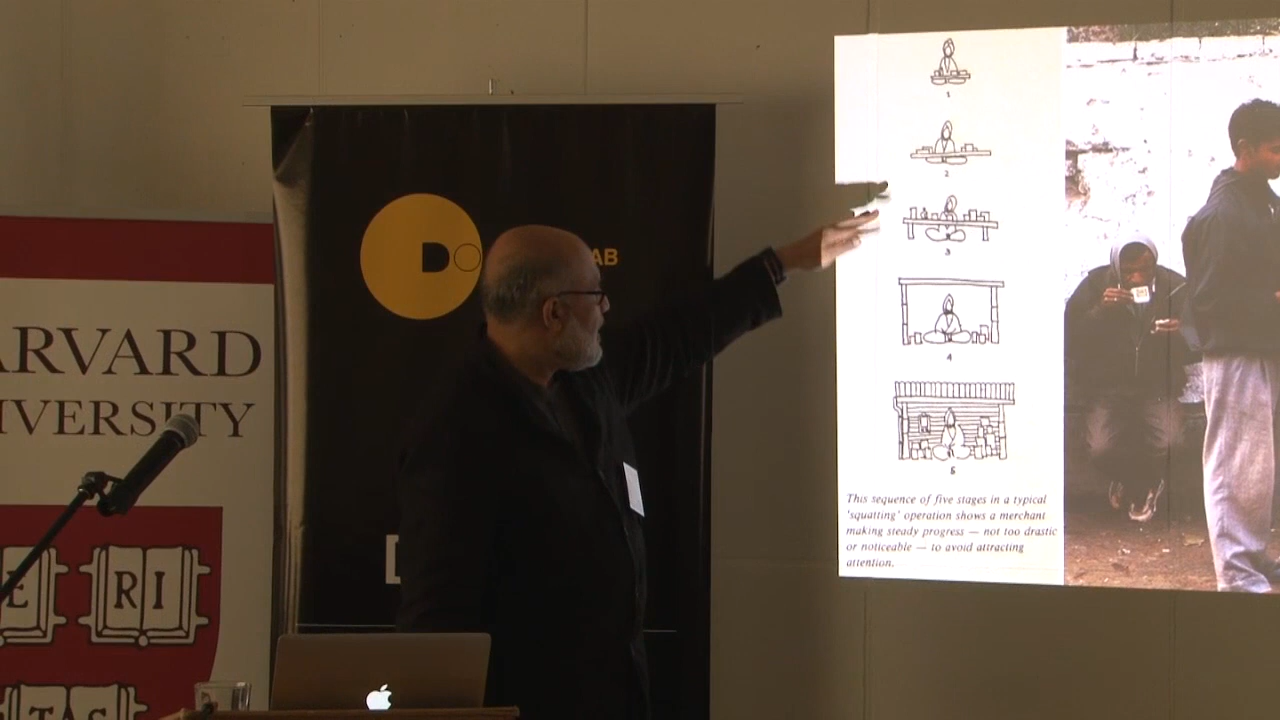 ARVARD
IVERSITY
E
RI
TAS
D
AB
1
2
3
4
5
This sequence of five stages in a typical
'squatting' operation shows a merchant
making steady progress — not too drastic
or noticeable — to avoid attracting
attention.